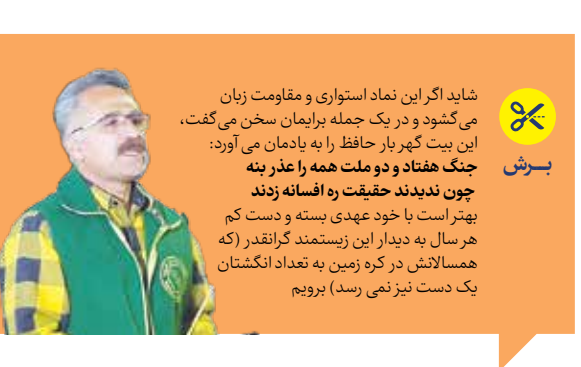 شاید اگر این نماد استواری و مقاومت زبان
می‌گشود و در یک جمله برایمان سخن می‌گفت،
این بیت گهر بار حافظ را به یادمان می آورد:
جنگ هفتاد و دو ملت همه را عذر بنه
چون ندیدند حقیقت ره افسانه زدند
بهتر است با خود عهدی بسته و دست کم
هر سال به دیدار این زیستمند گرانقدر (که
همسالانش در کره زمین به تعداد انگشتان
یک دست نیز نمی رسد) برویم
بــرش